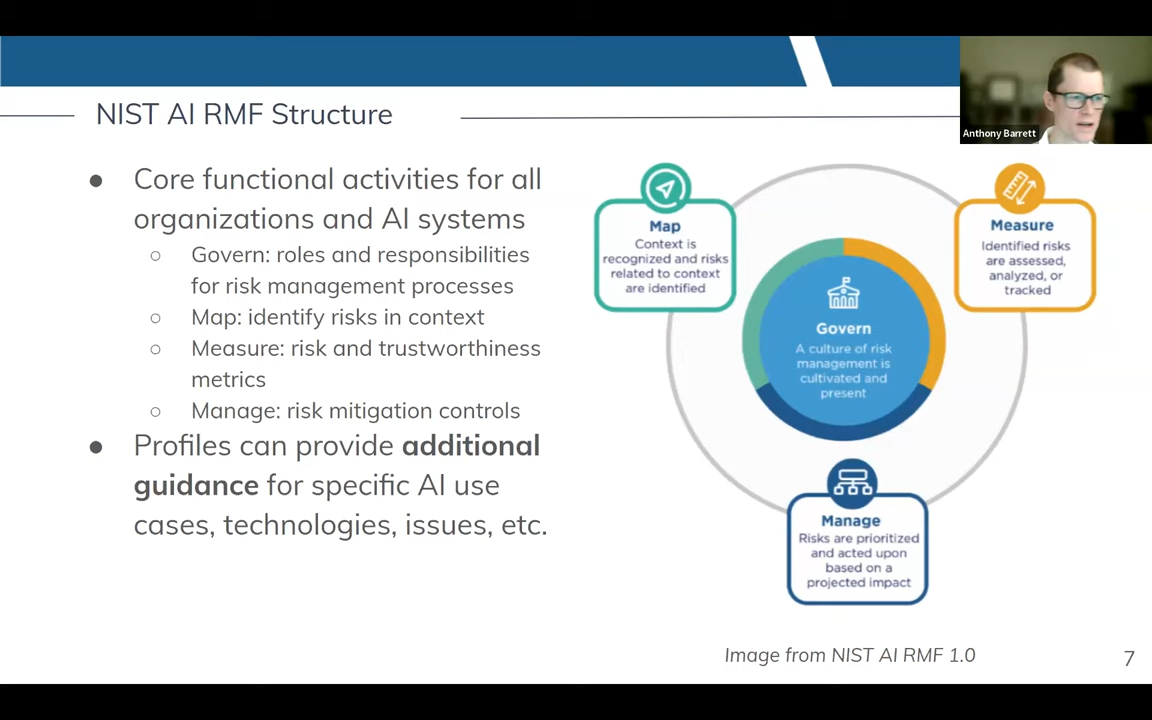 Anthony Barrett
NIST AI RMF Structure
● Core functional activities for all
organizations and AI systems
○ Govern: roles and responsibilities
for risk management processes
○ Map: identify risks in context
○ Measure: risk and trustworthiness
metrics
○ Manage: risk mitigation controls
● Profiles can provide additional
guidance for specific AI use
cases, technologies, issues, etc.
Map
Context is
recognized and risks
related to context
are identified
Measure
Identified risks
are assessed,
analyzed, or
tracked
Govern
A culture of risk
management is
cultivated and
present
Manage
Risks are prioritized
and acted upon
based on a
projected impact
Image from NIST AI RMF 1.0
7